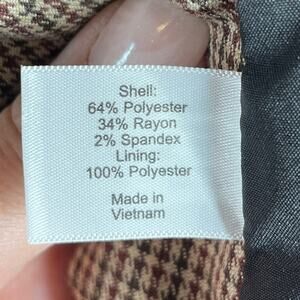 Shell:
64% Polyester
34% Rayon
2% Spandex
Lining:
100% Polyester
Made in
Vietnam